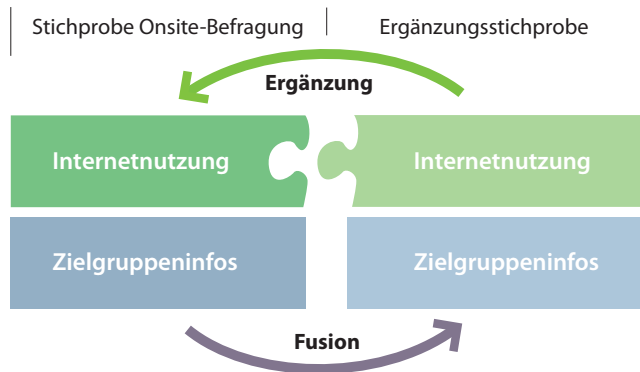 Stichprobe Onsite-Befragung
Ergänzungsstichprobe
Ergänzung
Internetnutzung
Internetnutzung
Zielgruppeninfos
Zielgruppeninfos
Fusion